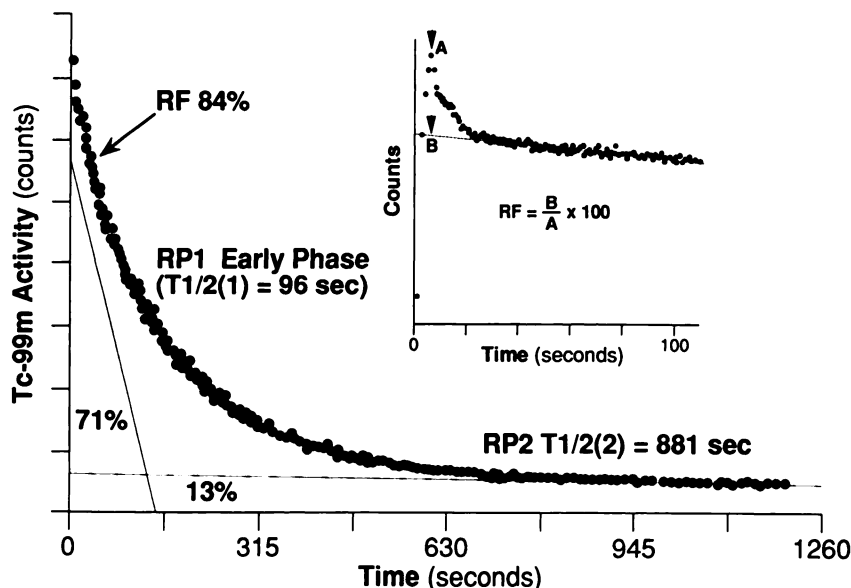 Tc-99m Activity (counts)
RF 84%
RP1 Early Phase
(T1/2(1) = 96 sec)
71%
13%
RP2 T1/2(2) = 881 sec
0 315 630 945 1260
Time (seconds)
A
B
Counts
RF = B/A x 100
0 100
Time (seconds)